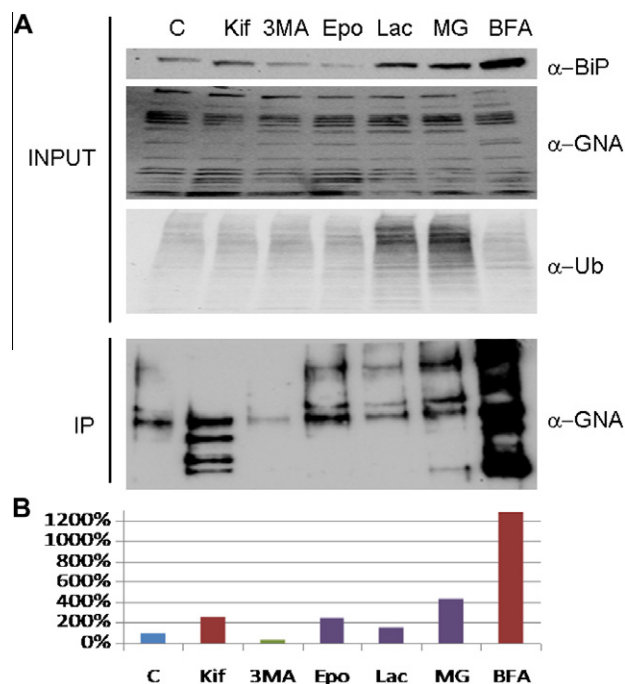 A
C Kif 3MA Epo Lac MG BFA
α–BiP
INPUT
α–GNA
α–Ub
IP
α–GNA
B
1200%
1000%
800%
600%
400%
200%
0%
C Kif 3MA Epo Lac MG BFA